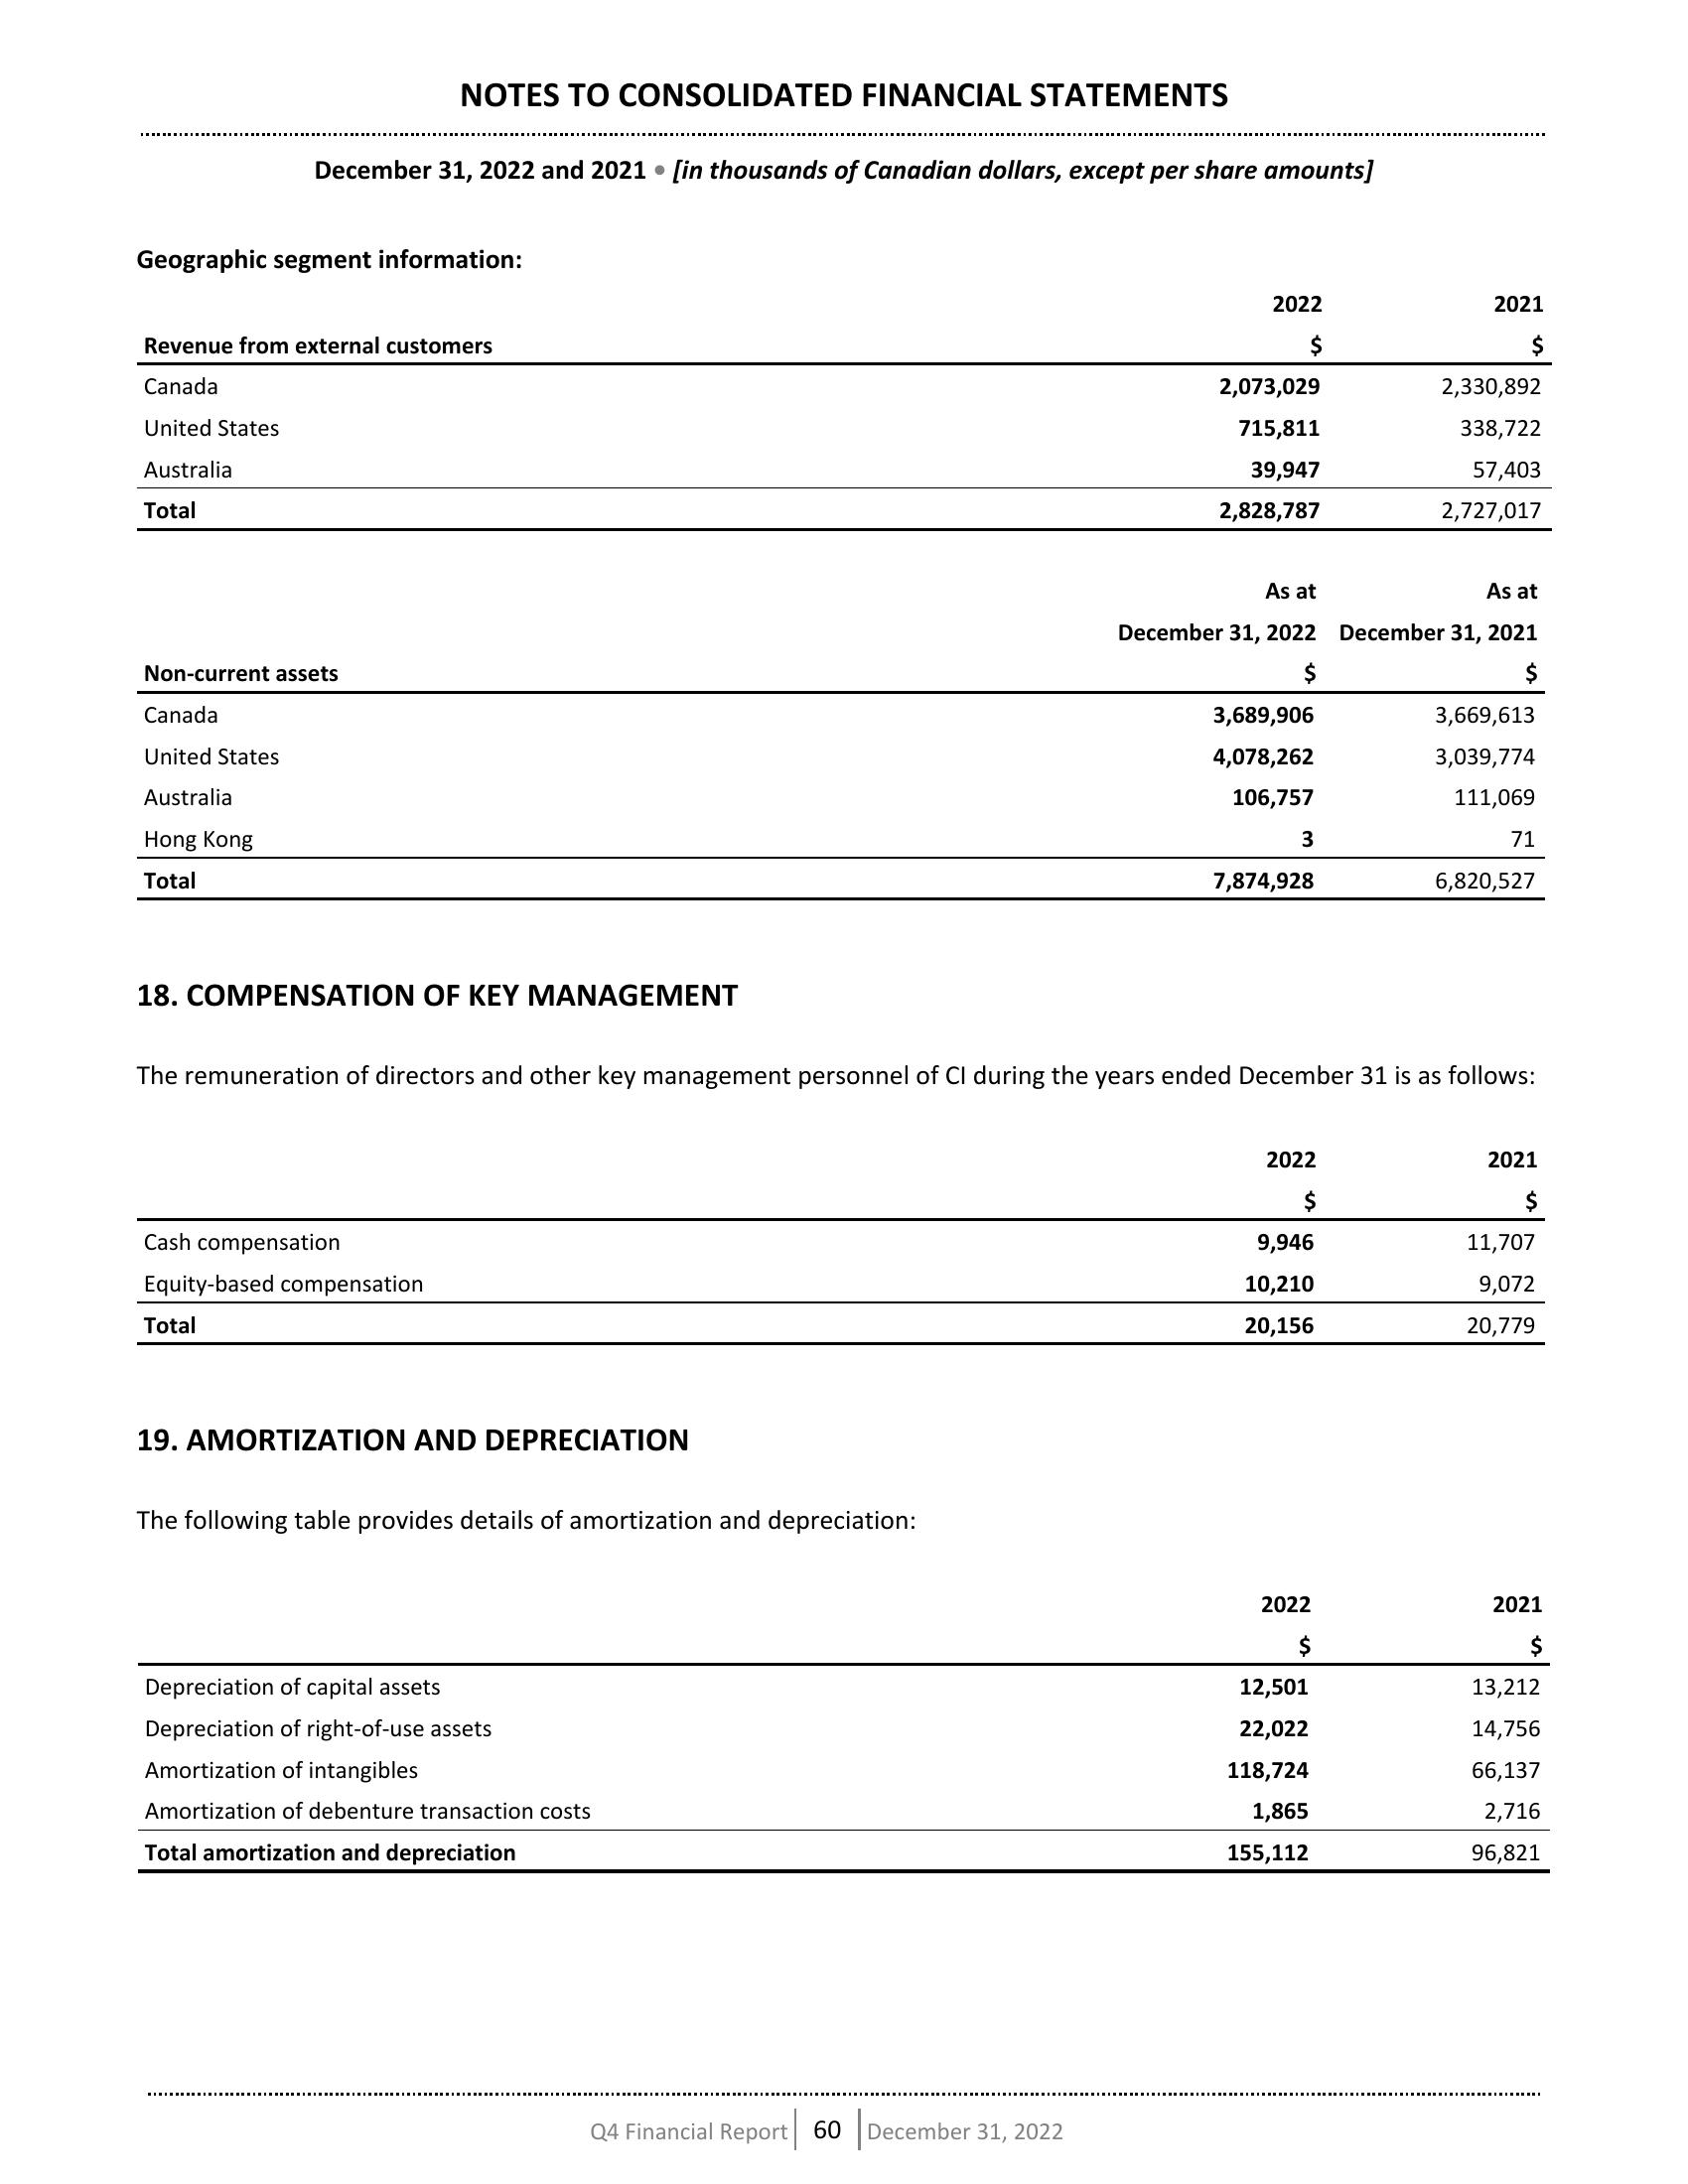 NOTES TO CONSOLIDATED FINANCIAL STATEMENTS
December 31, 2022 and 2021 • [in thousands of Canadian dollars, except per share amounts]
Geographic segment information:
2022 2021
Revenue from external customers $ $
Canada 2,073,029 2,330,892
United States 715,811 338,722
Australia 39,947 57,403
Total 2,828,787 2,727,017
As at As at
December 31, 2022 December 31, 2021
Non-current assets $ $
Canada 3,689,906 3,669,613
United States 4,078,262 3,039,774
Australia 106,757 111,069
Hong Kong 3 71
Total 7,874,928 6,820,527
18. COMPENSATION OF KEY MANAGEMENT
The remuneration of directors and other key management personnel of CI during the years ended December 31 is as follows:
2022 2021
$ $
Cash compensation 9,946 11,707
Equity-based compensation 10,210 9,072
Total 20,156 20,779
19. AMORTIZATION AND DEPRECIATION
The following table provides details of amortization and depreciation:
2022 2021
$ $
Depreciation of capital assets 12,501 13,212
Depreciation of right-of-use assets 22,022 14,756
Amortization of intangibles 118,724 66,137
Amortization of debenture transaction costs 1,865 2,716
Total amortization and depreciation 155,112 96,821
Q4 Financial Report 60 December 31, 2022